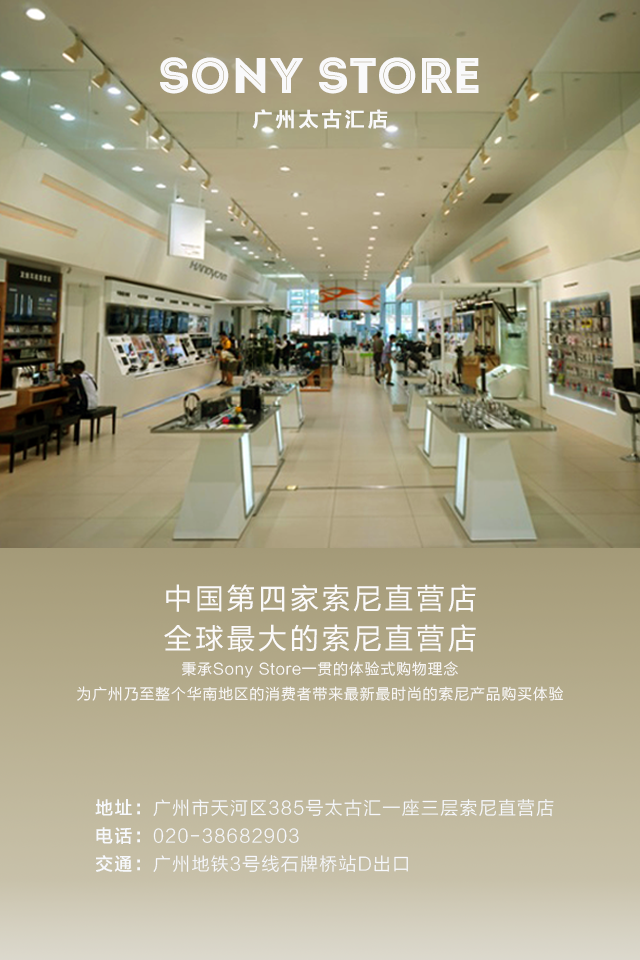 SONY STORE
广州太古汇店
HANDYCAM
中国第四家索尼直营店
全球最大的索尼直营店
秉承Sony Store一贯的体验式购物理念
为广州乃至整个华南地区的消费者带来最新最时尚的索尼产品购买体验
地址：广州市天河区385号太古汇一座三层索尼直营店
电话：020-38682903
交通：广州地铁3号线石牌桥站D出口